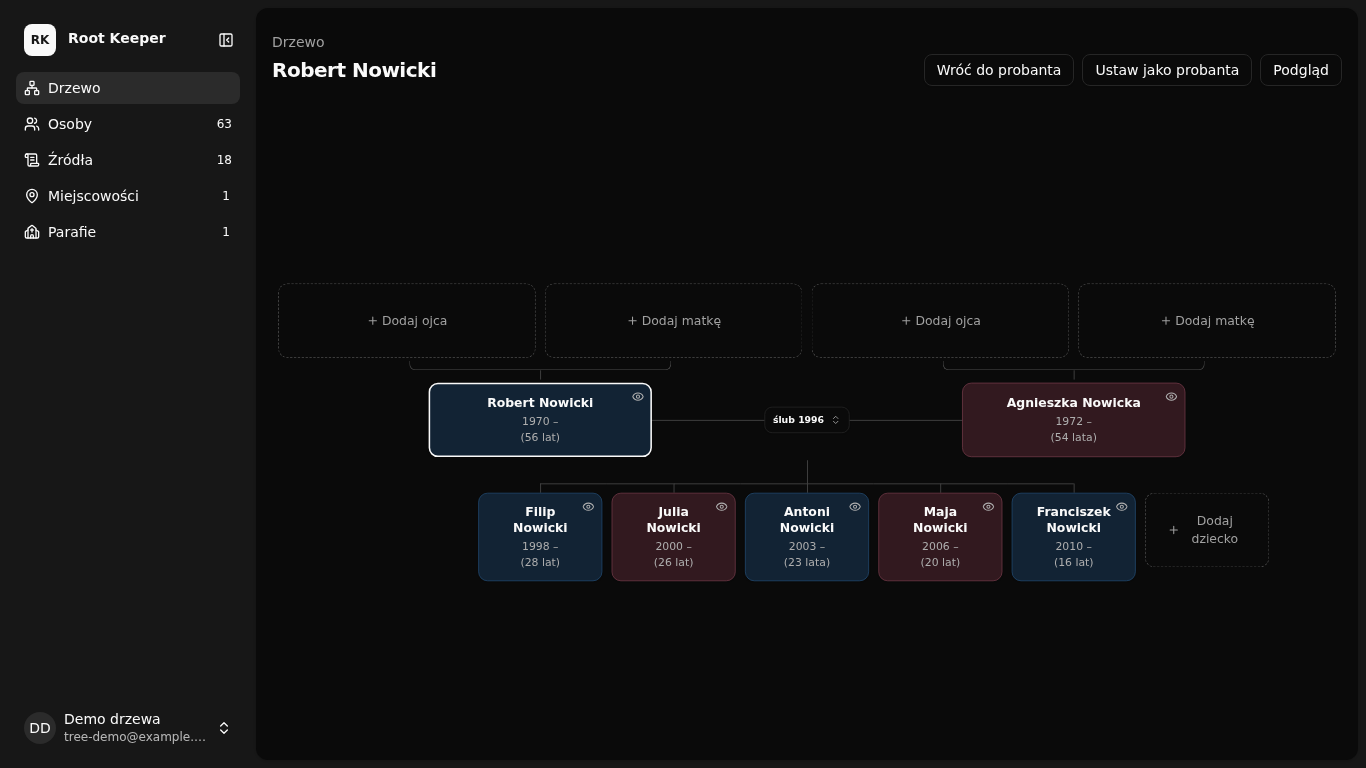 RK
Root Keeper
Drzewo
Osoby 63
Źródła 18
Miejscowości 1
Parafie 1
Drzewo
Robert Nowicki
Wróć do probanta
Ustaw jako probanta
Podgląd
+ Dodaj ojca
+ Dodaj matkę
+ Dodaj ojca
+ Dodaj matkę
Robert Nowicki
1970 –
(56 lat)
ślub 1996
Agnieszka Nowicka
1972 –
(54 lata)
Filip
Nowicki
1998 –
(28 lat)
Julia
Nowicki
2000 –
(26 lat)
Antoni
Nowicki
2003 –
(23 lata)
Maja
Nowicki
2006 –
(20 lat)
Franciszek
Nowicki
2010 –
(16 lat)
+ Dodaj
dziecko
DD
Demo drzewa
tree-demo@example....